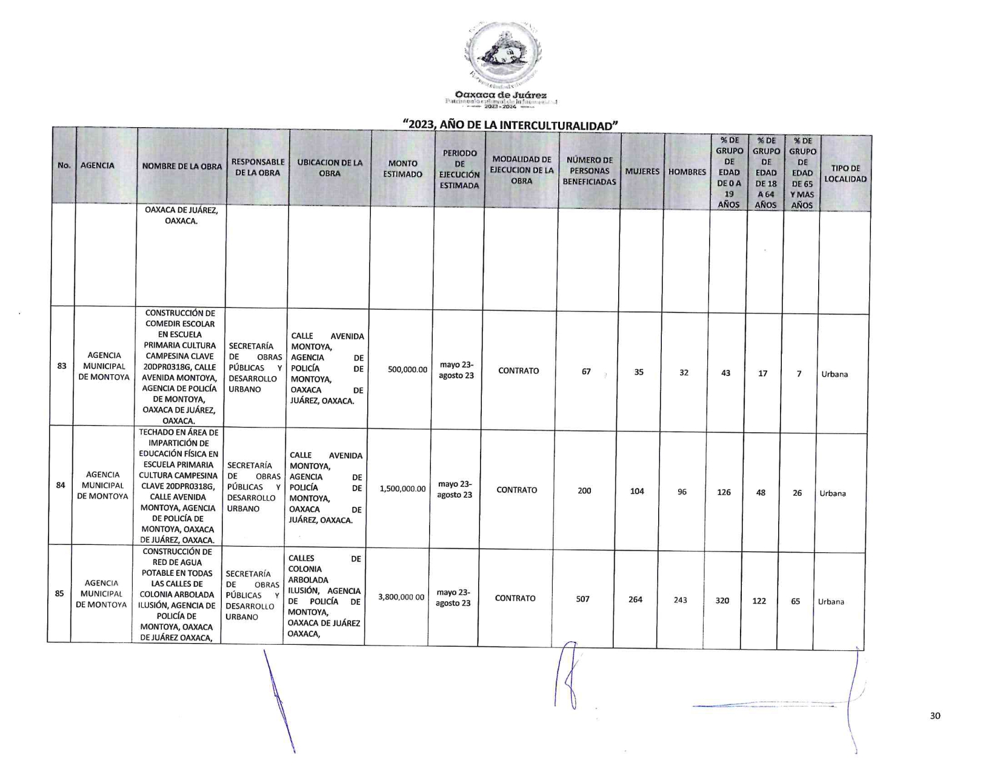 Oaxaca de Juárez
Patrimonio cultural de la humanidad
2022-2024
“2023, AÑO DE LA INTERCULTURALIDAD”
No.
AGENCIA
NOMBRE DE LA OBRA
RESPONSABLE
DE LA OBRA
UBICACION DE LA
OBRA
MONTO
ESTIMADO
PERIODO
DE
EJECUCIÓN
ESTIMADA
MODALIDAD DE
EJECUCION DE LA
OBRA
NÚMERO DE
PERSONAS
BENEFICIADAS
MUJERES
HOMBRES
% DE
GRUPO
DE
EDAD
DE 0 A
19
AÑOS
% DE
GRUPO
DE
EDAD
DE 18
A 64
AÑOS
% DE
GRUPO
DE
EDAD
DE 65
Y MAS
AÑOS
TIPO DE
LOCALIDAD
OAXACA DE JUÁREZ,
OAXACA.
83
AGENCIA
MUNICIPAL
DE MONTOYA
CONSTRUCCIÓN DE
COMEDIR ESCOLAR
EN ESCUELA
PRIMARIA CULTURA
CAMPESINA CLAVE
20DPR0318G, CALLE
AVENIDA MONTOYA,
AGENCIA DE POLICÍA
DE MONTOYA,
OAXACA DE JUÁREZ,
OAXACA.
SECRETARÍA
DE OBRAS
PÚBLICAS Y
DESARROLLO
URBANO
CALLE AVENIDA
MONTOYA,
AGENCIA DE
POLICÍA DE
MONTOYA,
OAXACA DE
JUÁREZ, OAXACA.
500,000.00
mayo 23-
agosto 23
CONTRATO
67
35
32
43
17
7
Urbana
84
AGENCIA
MUNICIPAL
DE MONTOYA
TECHADO EN ÁREA DE
IMPARTICIÓN DE
EDUCACIÓN FÍSICA EN
ESCUELA PRIMARIA
CULTURA CAMPESINA
CLAVE 20DPR0318G,
CALLE AVENIDA
MONTOYA, AGENCIA
DE POLICÍA DE
MONTOYA, OAXACA
DE JUÁREZ, OAXACA.
SECRETARÍA
DE OBRAS
PÚBLICAS Y
DESARROLLO
URBANO
CALLE AVENIDA
MONTOYA,
AGENCIA DE
POLICÍA DE
MONTOYA,
OAXACA DE
JUÁREZ, OAXACA.
1,500,000.00
mayo 23-
agosto 23
CONTRATO
200
104
96
126
48
26
Urbana
85
AGENCIA
MUNICIPAL
DE MONTOYA
CONSTRUCCIÓN DE
RED DE AGUA
POTABLE EN TODAS
LAS CALLES DE
COLONIA ARBOLADA
ILUSIÓN, AGENCIA DE
POLICÍA DE
MONTOYA, OAXACA
DE JUÁREZ OAXACA,
SECRETARÍA
DE OBRAS
PÚBLICAS Y
DESARROLLO
URBANO
CALLES DE
COLONIA
ARBOLADA
ILUSIÓN, AGENCIA
DE POLICÍA DE
MONTOYA,
OAXACA DE JUÁREZ
OAXACA,
3,800,000 00
mayo 23-
agosto 23
CONTRATO
507
264
243
320
122
65
Urbana
30